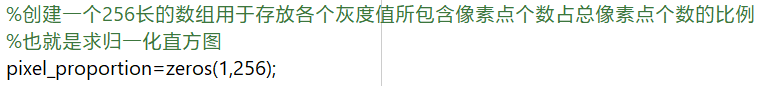 %创建一个256长的数组用于存放各个灰度值所包含像素点个数占总像素点个数的比例
%也就是求归一化直方图
pixel_proportion=zeros(1,256);